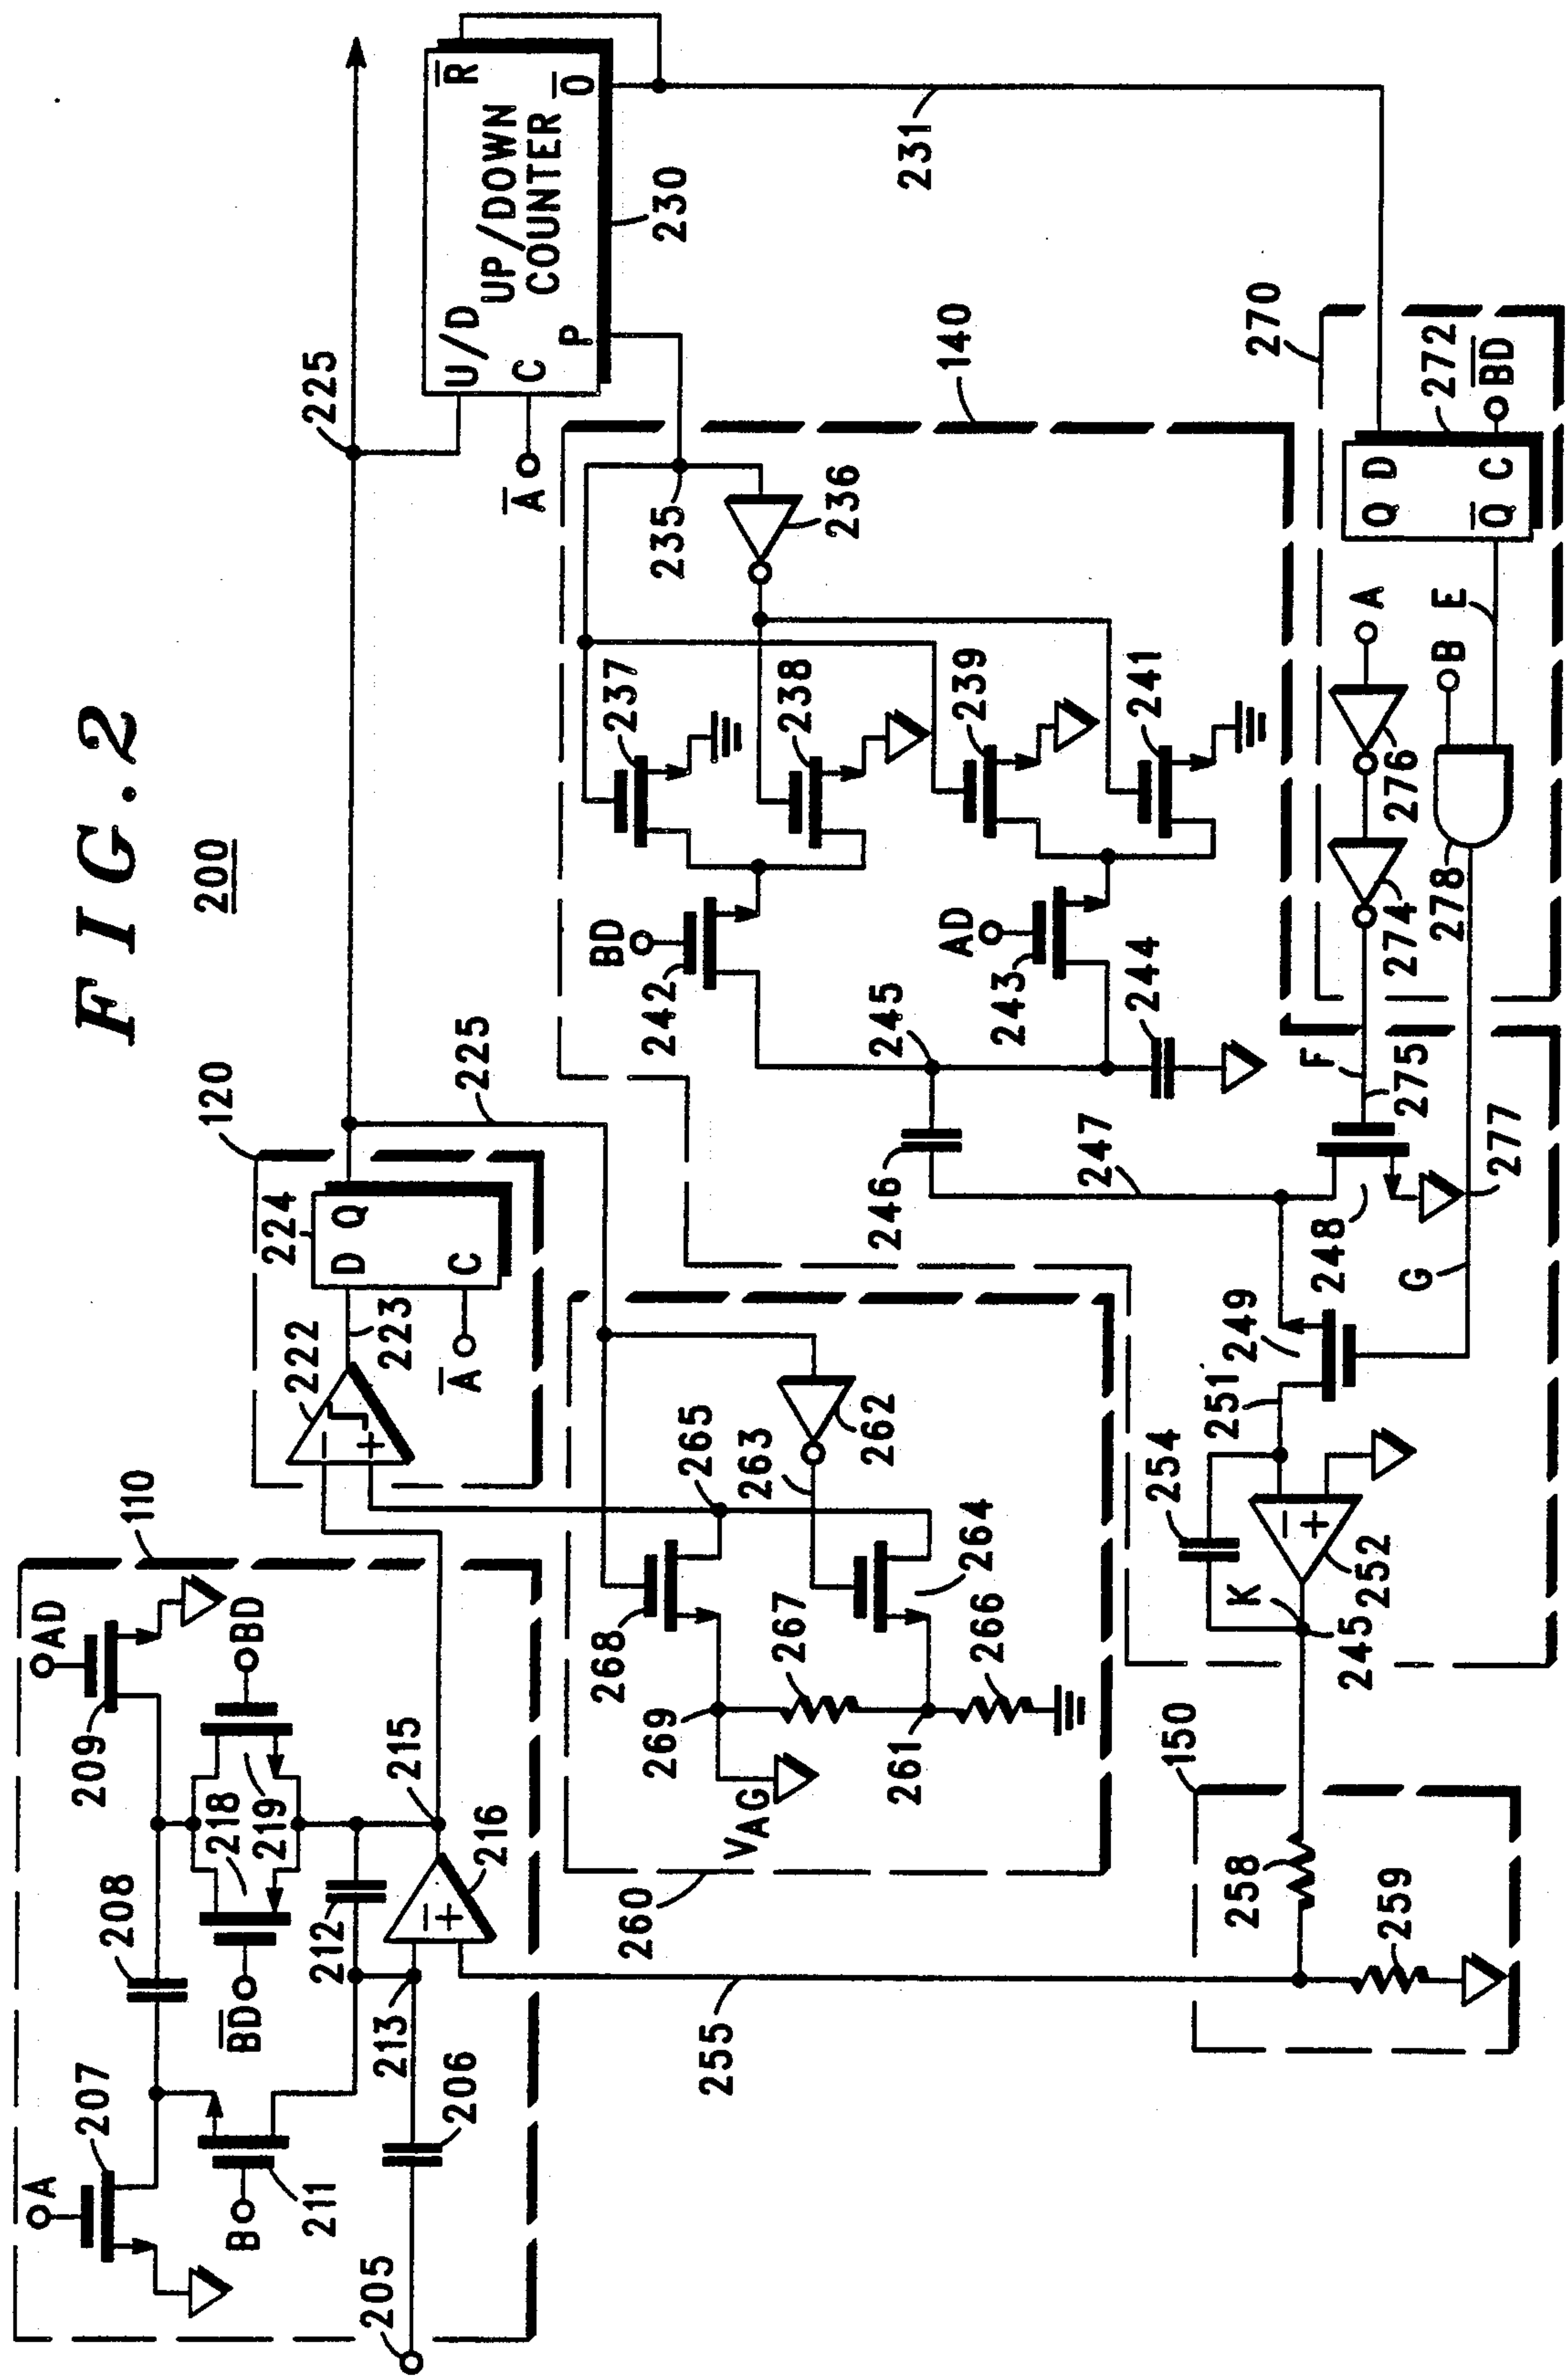 FIG.2
200
110
A
207
208
AD
209
B
211
BD
218
219
BD
212
213
215
216
205
206
120
222
223
224
D Q
C
A
225
225
U/D
UP/DOWN
COUNTER
R
C
P
O
A
230
231
260
268
265
263
262
264
267
266
269
261
VAG
255
140
235
236
237
238
239
241
BD
242
AD
243
244
245
246
247
248
249
251
252
254
K
245
F
275
G
277
150
258
259
270
272
Q D
Q C
BD
A
B
E
274
276
278